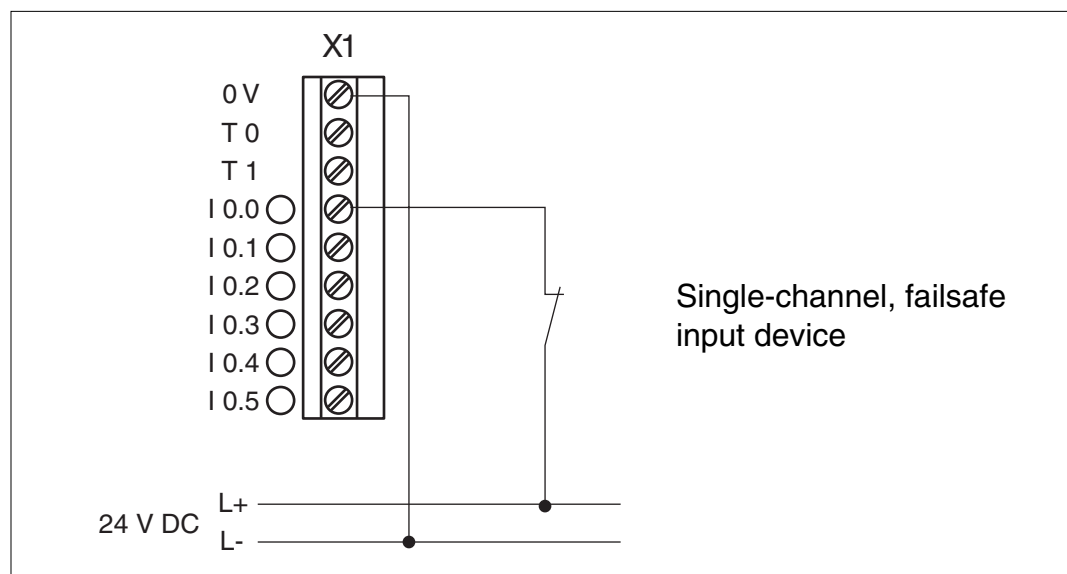 X1
0 V
T 0
T 1
I 0.0
I 0.1
I 0.2
I 0.3
I 0.4
I 0.5
Single-channel, failsafe
input device
24 V DC
L+
L-